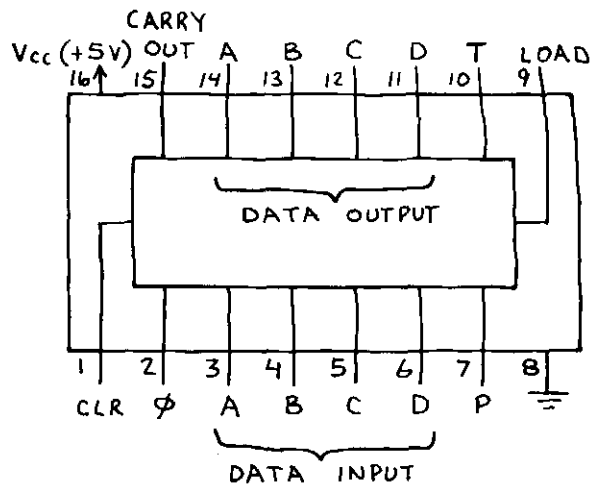 CARRY
Vcc (+5V) OUT A B C D T LOAD
16 15 14 13 12 11 10 9
DATA OUTPUT
1 2 3 4 5 6 7 8
CLR φ A B C D P
DATA INPUT